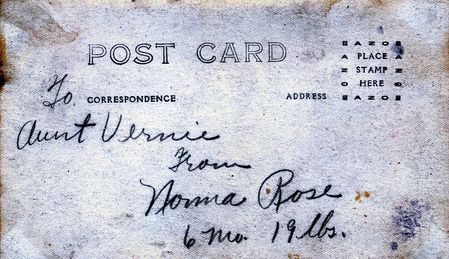 POST CARD
AZO
PLACE
STAMP
HERE
AZO
To
CORRESPONDENCE
ADDRESS
Aunt Vernie
From
Norma Rose
6 Mo. 19 lbs.